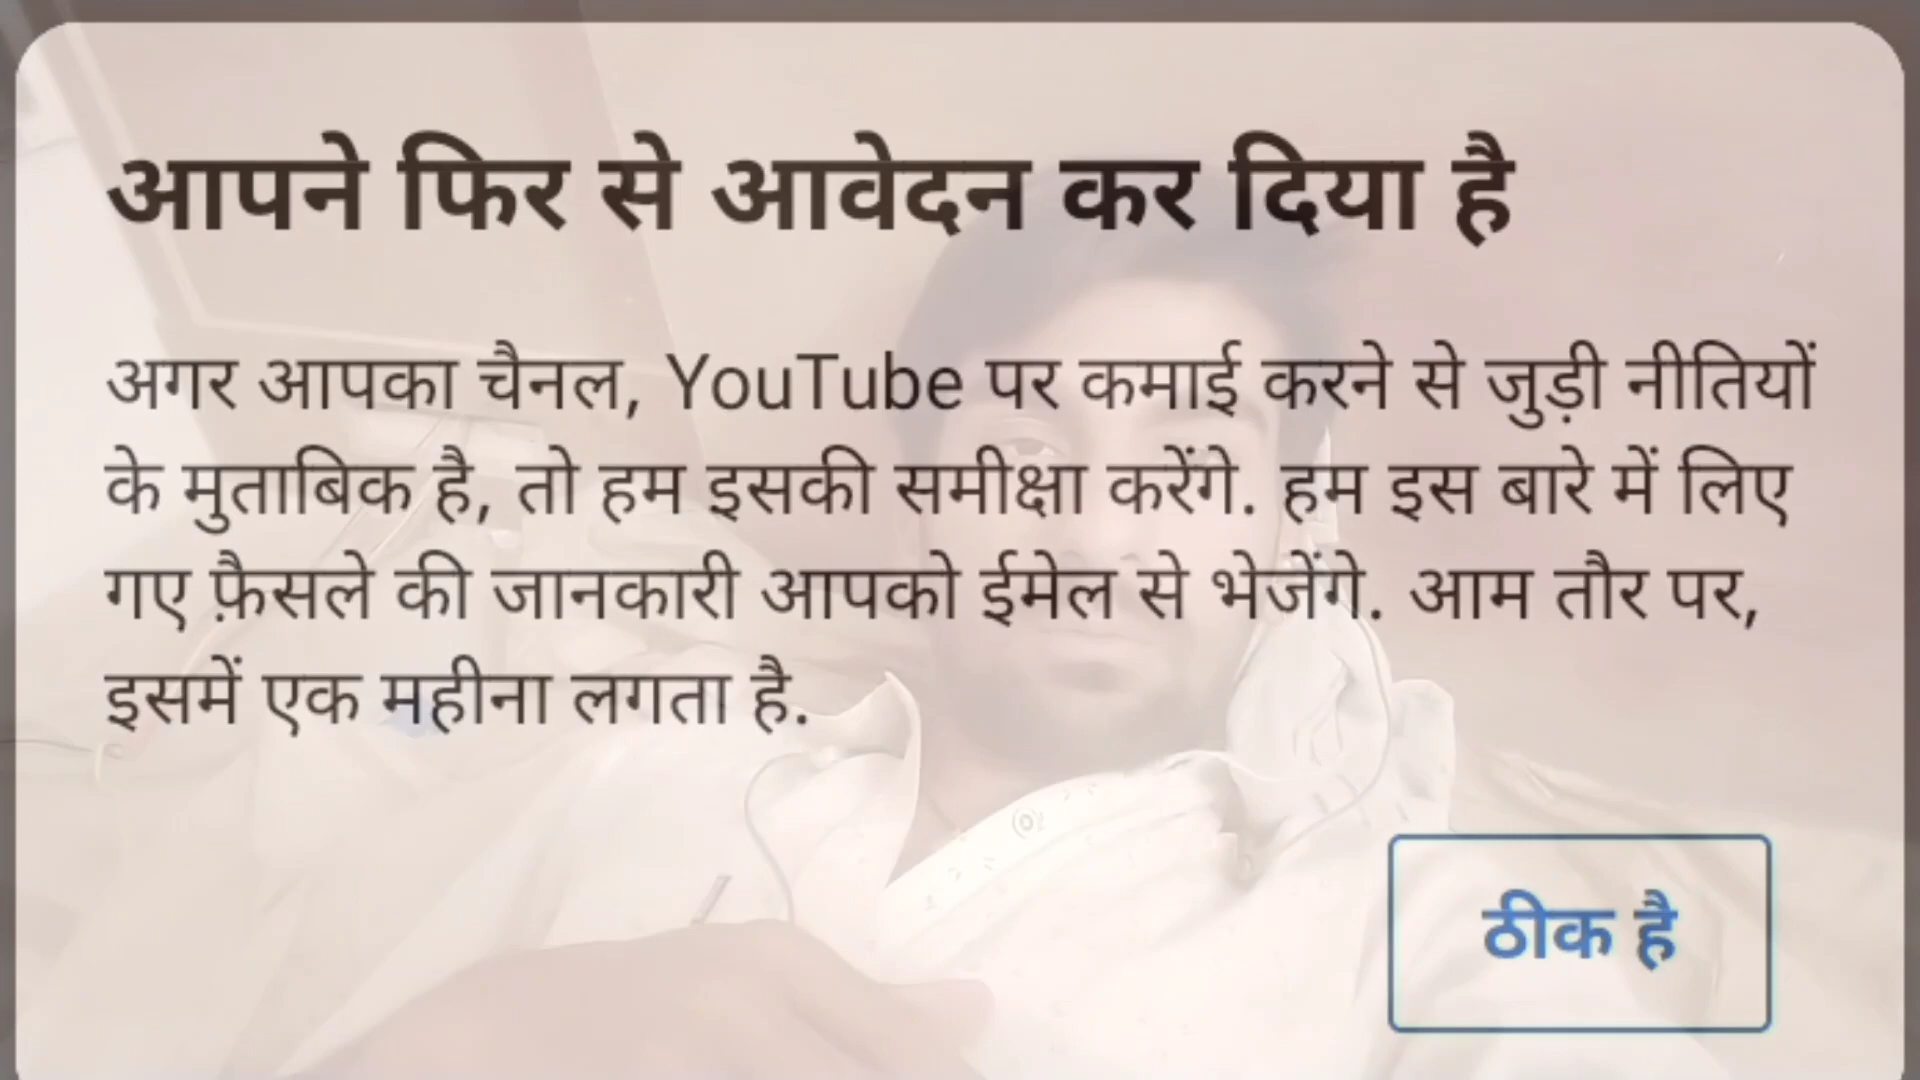 आपने फिर से आवेदन कर दिया है
अगर आपका चैनल, YouTube पर कमाई करने से जुड़ी नीतियों
के मुताबिक है, तो हम इसकी समीक्षा करेंगे. हम इस बारे में लिए
गए फ़ैसले की जानकारी आपको ईमेल से भेजेंगे. आम तौर पर,
इसमें एक महीना लगता है.
ठीक है